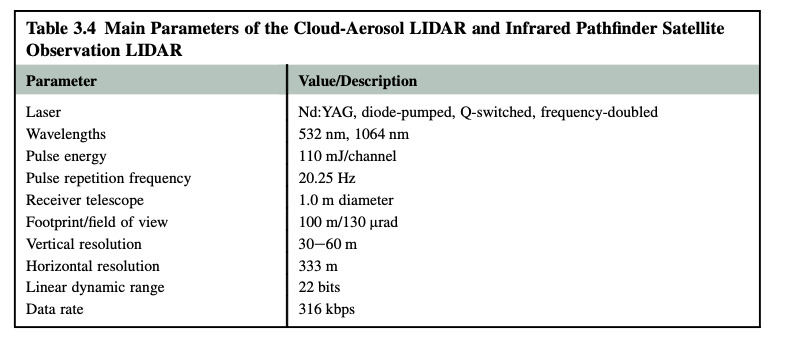 Table 3.4 Main Parameters of the Cloud-Aerosol LIDAR and Infrared Pathfinder Satellite
Observation LIDAR
Parameter Value/Description
Laser Nd:YAG, diode-pumped, Q-switched, frequency-doubled
Wavelengths 532 nm, 1064 nm
Pulse energy 110 mJ/channel
Pulse repetition frequency 20.25 Hz
Receiver telescope 1.0 m diameter
Footprint/field of view 100 m/130 μrad
Vertical resolution 30−60 m
Horizontal resolution 333 m
Linear dynamic range 22 bits
Data rate 316 kbps